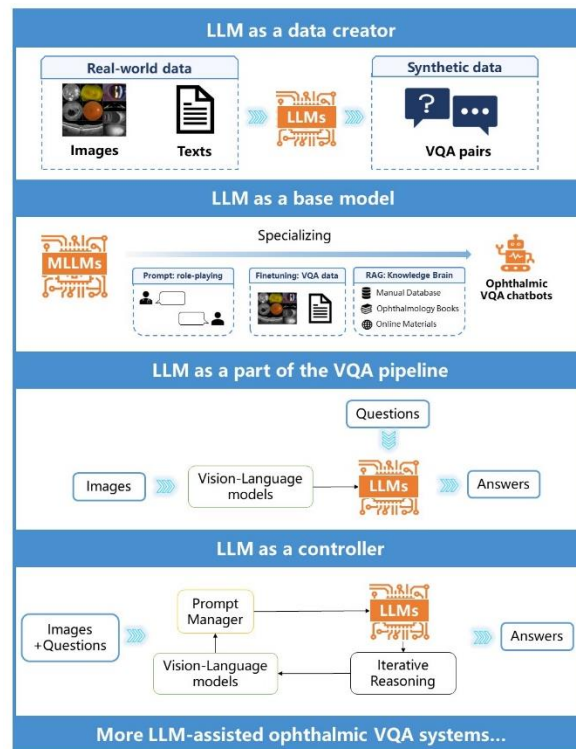 LLM as a data creator
Real-world data
Synthetic data
LLMs
Images
Texts
VQA pairs
LLM as a base model
MLLMs
Specializing
Prompt: role-playing
Finetuning: VQA data
RAG: Knowledge Brain
Manual Database
Ophthalmology Books
Online Materials
Ophthalmic
VQA chatbots
LLM as a part of the VQA pipeline
Questions
Images
Vision-Language
models
LLMs
Answers
LLM as a controller
Images
+Questions
Prompt
Manager
LLMs
Answers
Vision-Language
models
Iterative
Reasoning
More LLM-assisted ophthalmic VQA systems...